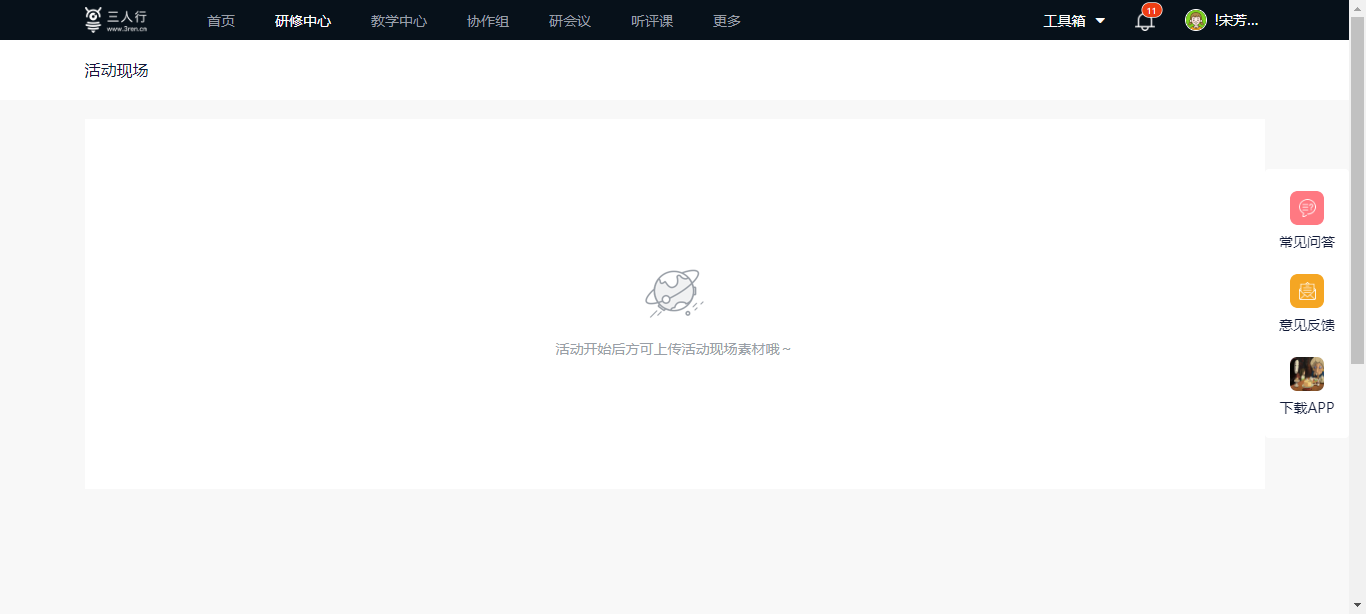 三人行
www.3ren.cn
首页 研修中心 教学中心 协作组 研会议 听评课 更多 工具箱 11 !宋芳...
活动现场
活动开始后方可上传活动现场素材哦~
常见问答
意见反馈
下载APP